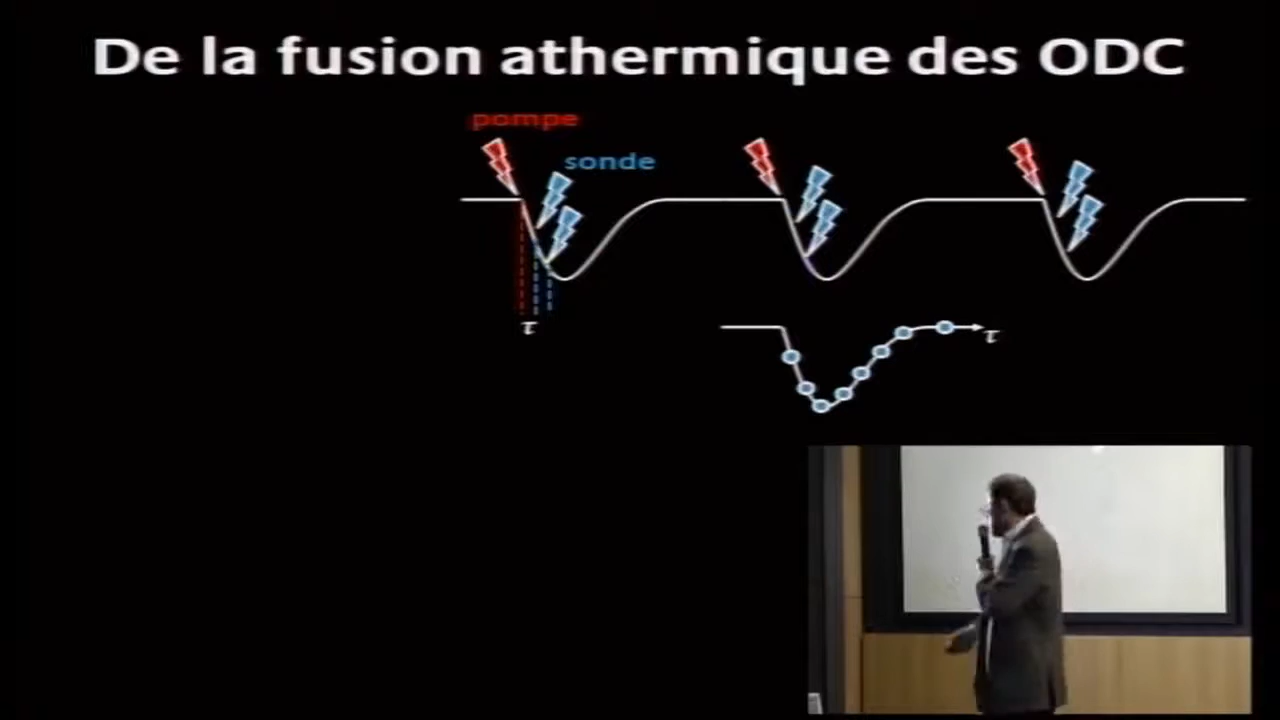 De la fusion athermique des ODC
pompe
sonde
τ
τ